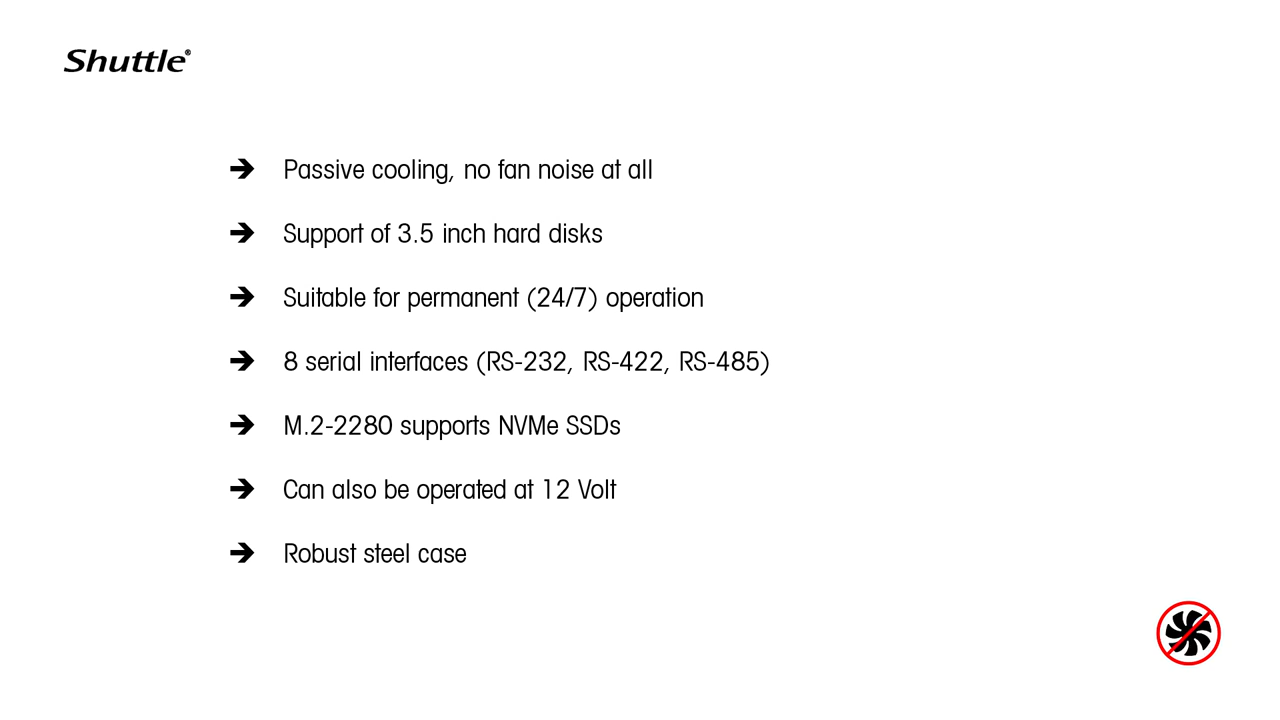 Shuttle®
➔ Passive cooling, no fan noise at all
➔ Support of 3.5 inch hard disks
➔ Suitable for permanent (24/7) operation
➔ 8 serial interfaces (RS-232, RS-422, RS-485)
➔ M.2-2280 supports NVMe SSDs
➔ Can also be operated at 12 Volt
➔ Robust steel case